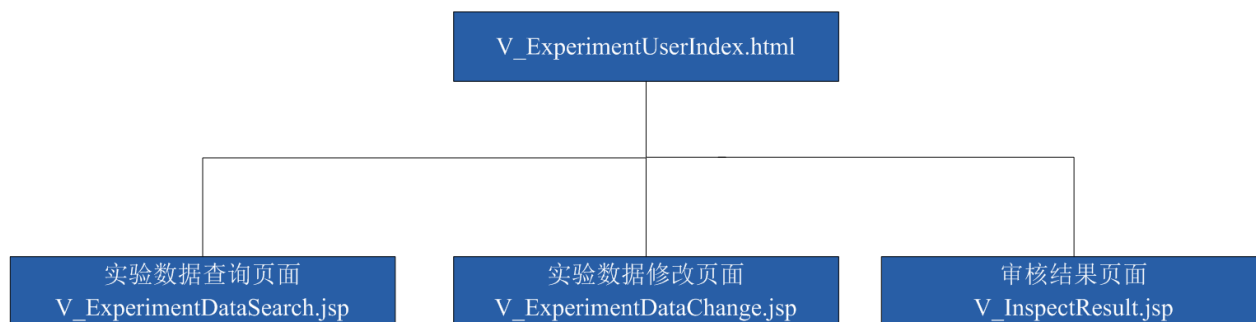 V_ExperimentUserIndex.html
实验数据查询页面
V_ExperimentDataSearch.jsp
实验数据修改页面
V_ExperimentDataChange.jsp
审核结果页面
V_InspectResult.jsp